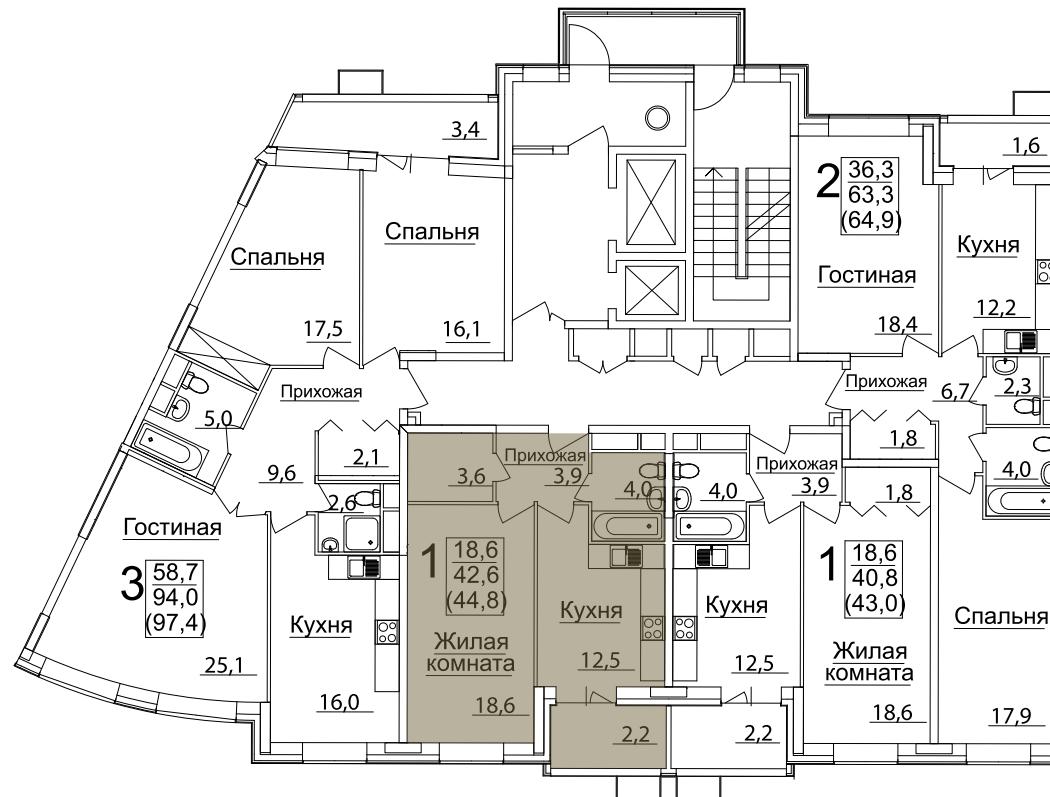 3,4
1,6
2
36,3
63,3
(64,9)
Спальня
Спальня
Кухня
Гостиная
17,5
16,1
18,4
12,2
Прихожая
Прихожая
6,7
2,3
5,0
2,1
1,8
9,6
Прихожая
3,6
3,9
4,0
4,0
Прихожая
3,9
1,8
4,0
2,6
Гостиная
3
58,7
94,0
(97,4)
1
18,6
42,6
(44,8)
1
18,6
40,8
(43,0)
Кухня
Кухня
Кухня
Спальня
Жилая
комната
Жилая
комната
25,1
16,0
12,5
12,5
18,6
18,6
17,9
2,2
2,2